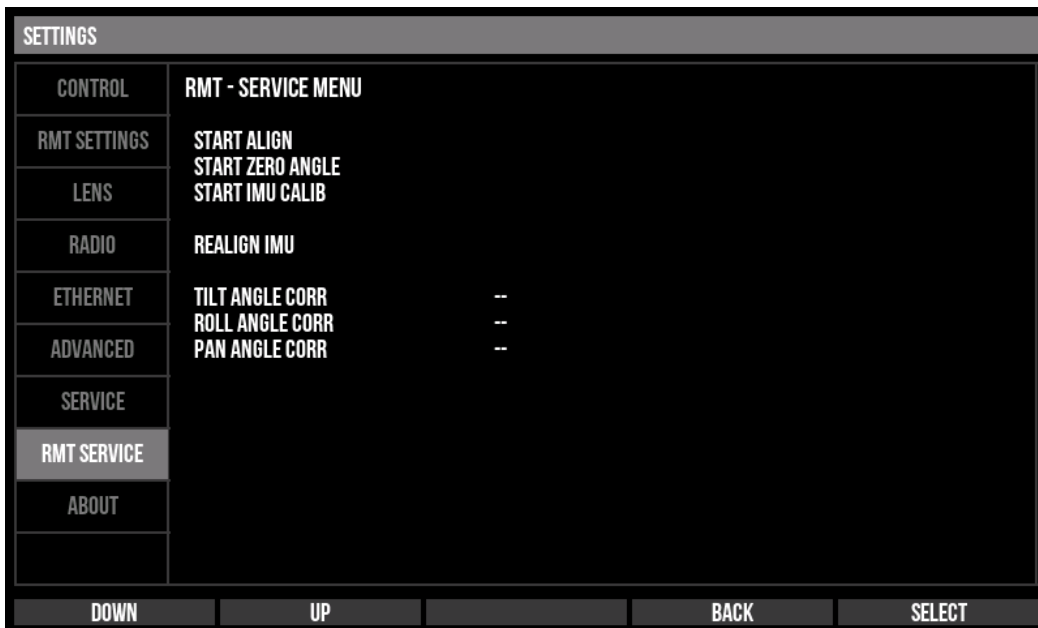 SETTINGS
CONTROL
RMT SETTINGS
LENS
RADIO
ETHERNET
ADVANCED
SERVICE
RMT SERVICE
ABOUT
RMT - SERVICE MENU
START ALIGN
START ZERO ANGLE
START IMU CALIB
REALIGN IMU
TILT ANGLE CORR --
ROLL ANGLE CORR --
PAN ANGLE CORR --
DOWN UP BACK SELECT